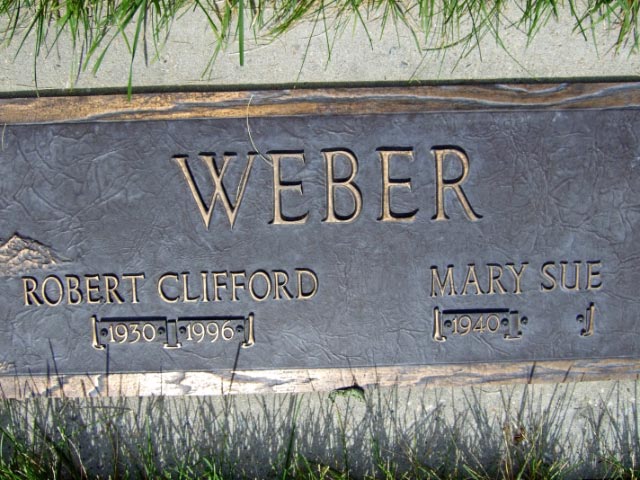 WEBER
ROBERT CLIFFORD MARY SUE
1930 1996 1940